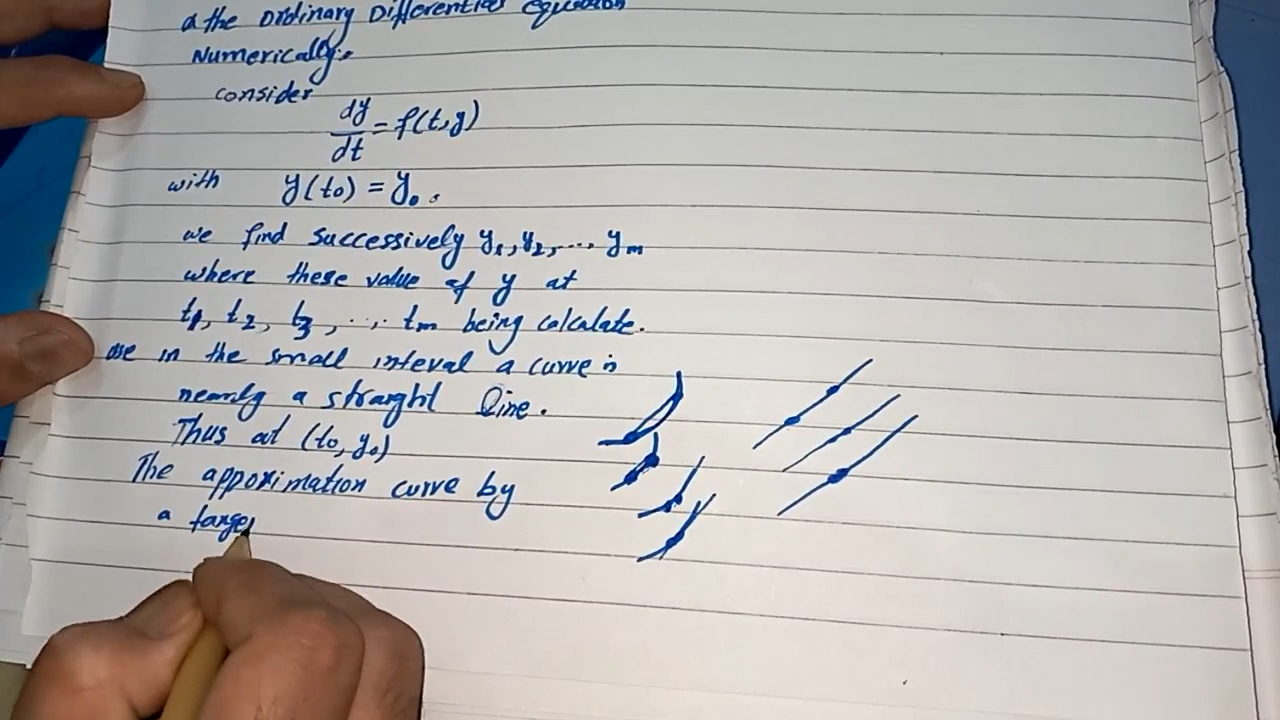 a the Ordinary Differential equation
Numerically:
consider
dy/dt = f(t,y)
with y(t0) = y0.
we find successively y1, y2, ... ym
where these value of y at
t1, t2, t3, ... tm being calculate.
use in the small interval a curve is
nearly a straight line.
Thus at (t0, y0)
The appoximation curve by
a tange